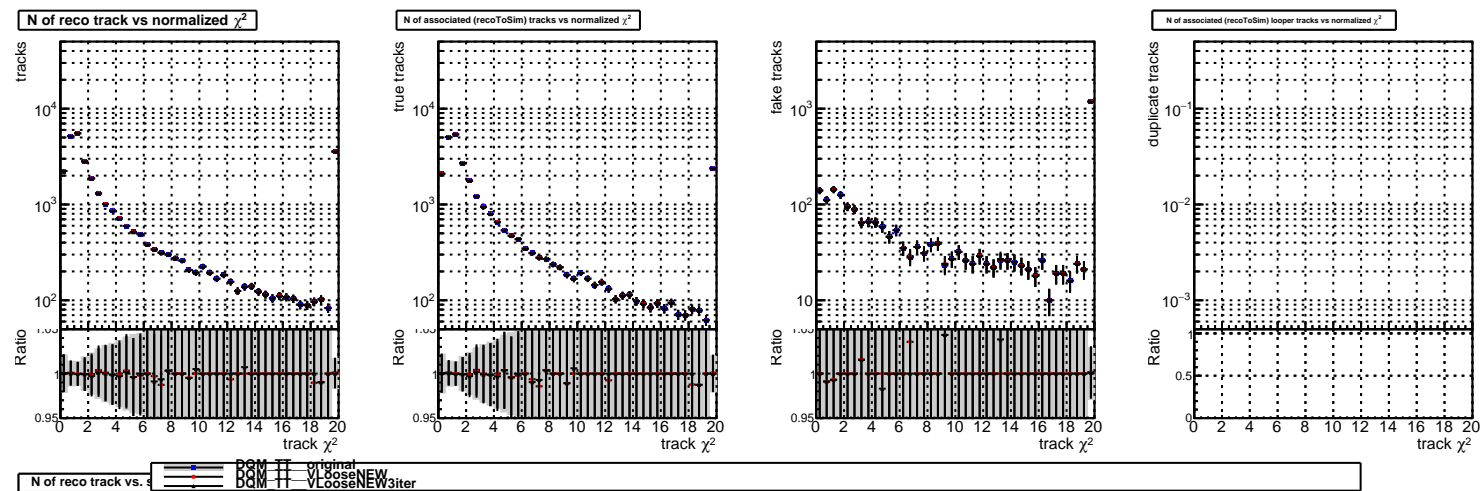 N of reco track vs normalized χ²
tracks
10⁴
10³
10²
Ratio
1
0.95
0 2 4 6 8 10 12 14 16 18 20
track χ²
N of associated (recoToSim) tracks vs normalized χ²
true tracks
10⁴
10³
10²
Ratio
1
0.95
0 2 4 6 8 10 12 14 16 18 20
track χ²
fake tracks
10³
10²
10
Ratio
1
0.95
0 2 4 6 8 10 12 14 16 18 20
track χ²
N of associated (recoToSim) looper tracks vs normalized χ²
duplicate tracks
10⁻¹
10⁻²
10⁻³
Ratio
1
0.5
0
0 2 4 6 8 10 12 14 16 18 20
track χ²
N of reco track vs.
DQM_TT__original
DQM_TT__VLooseNEW
DQM_TT__VLooseNEW3iter